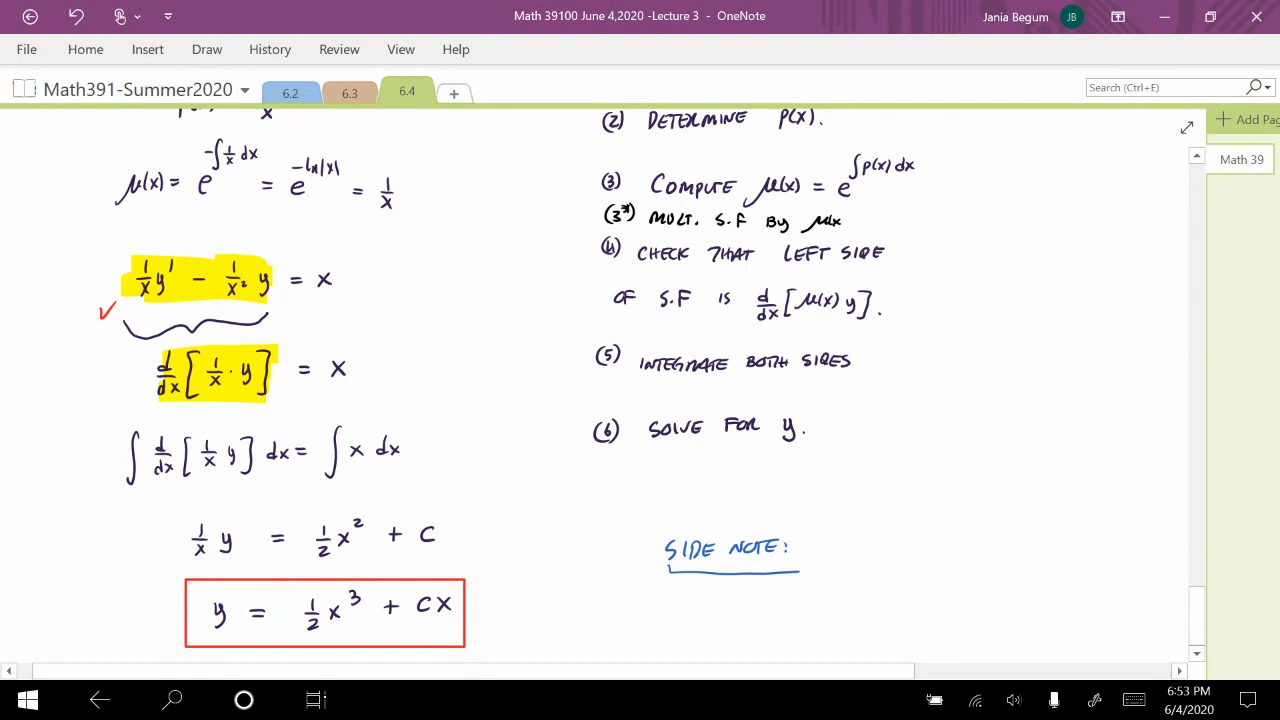 Math 39100 June 4,2020 -Lecture 3 - OneNote
Jania Begum JB
File Home Insert Draw History Review View Help
Math391-Summer2020 6.2 6.3 6.4
Search (Ctrl+E)
Add Pag
Math 39
x
μ(x) = e^{-∫ 1/x dx} = e^{-ln|x|} = 1/x
1/x y' - 1/x² y = x
✓
d/dx [ 1/x · y ] = x
∫ d/dx [ 1/x y ] dx = ∫ x dx
1/x y = 1/2 x² + C
y = 1/2 x³ + Cx
(2) DETERMINE P(x).
(3) COMPUTE μ(x) = e^{∫ P(x) dx}
(3*) MULT. S.F BY μ(x
(4) CHECK THAT LEFT SIDE
OF S.F IS d/dx [ μ(x) y ].
(5) INTEGRATE BOTH SIDES
(6) SOLVE FOR y.
SIDE NOTE:
6:53 PM
6/4/2020